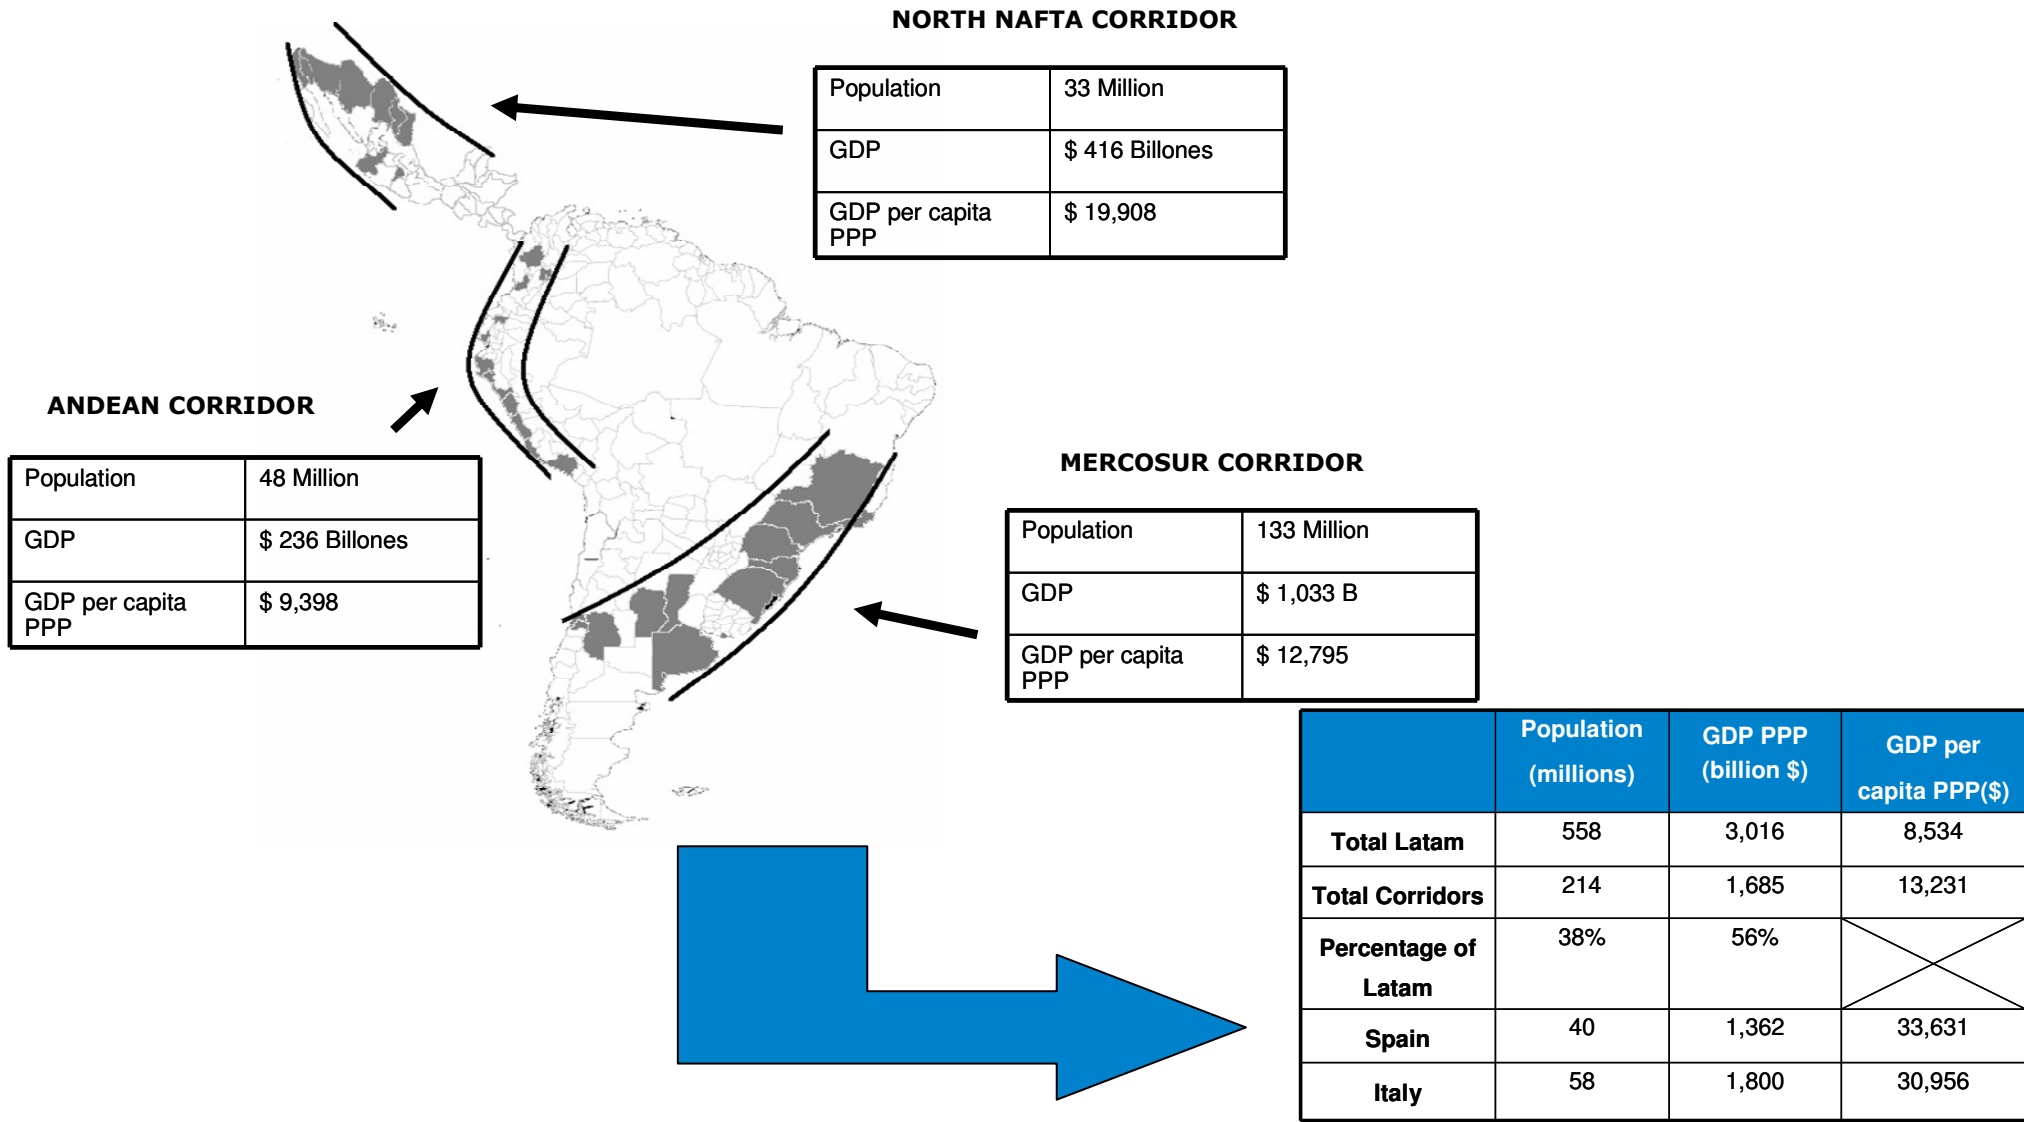 NORTH NAFTA CORRIDOR
Population 33 Million
GDP $ 416 Billones
GDP per capita $ 19,908
PPP
ANDEAN CORRIDOR
Population 48 Million
GDP $ 236 Billones
GDP per capita $ 9,398
PPP
MERCOSUR CORRIDOR
Population 133 Million
GDP $ 1,033 B
GDP per capita $ 12,795
PPP
Population GDP PPP GDP per
(millions) (billion $) capita PPP($)
Total Latam 558 3,016 8,534
Total Corridors 214 1,685 13,231
Percentage of 38% 56%
Latam
Spain 40 1,362 33,631
Italy 58 1,800 30,956